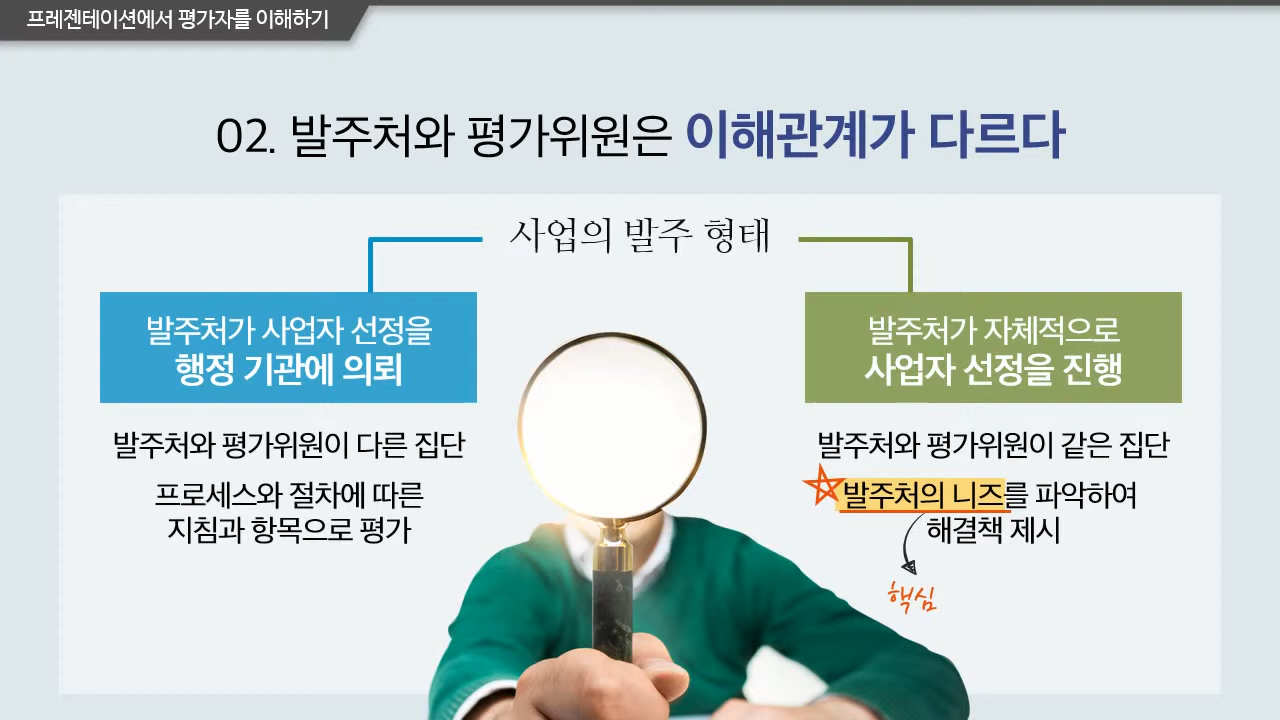 프레젠테이션에서 평가자를 이해하기
02. 발주처와 평가위원은 이해관계가 다르다
사업의 발주 형태
발주처가 사업자 선정을
행정 기관에 의뢰
발주처와 평가위원이 다른 집단
프로세스와 절차에 따른
지침과 항목으로 평가
발주처가 자체적으로
사업자 선정을 진행
발주처와 평가위원이 같은 집단
발주처의 니즈를 파악하여
해결책 제시
핵심